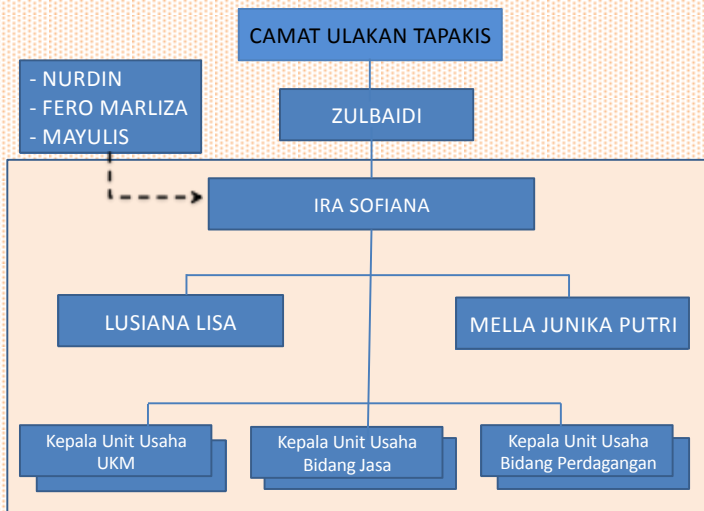 CAMAT ULAKAN TAPAKIS
- NURDIN
- FERO MARLIZA
- MAYULIS
ZULBAIDI
IRA SOFIANA
LUSIANA LISA
MELLA JUNIKA PUTRI
Kepala Unit Usaha
UKM
Kepala Unit Usaha
Bidang Jasa
Kepala Unit Usaha
Bidang Perdagangan